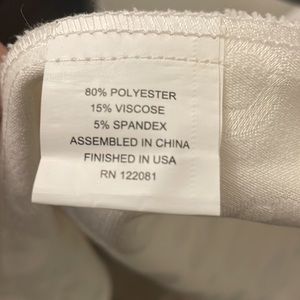 80% POLYESTER
15% VISCOSE
5% SPANDEX
ASSEMBLED IN CHINA
FINISHED IN USA
RN 122081